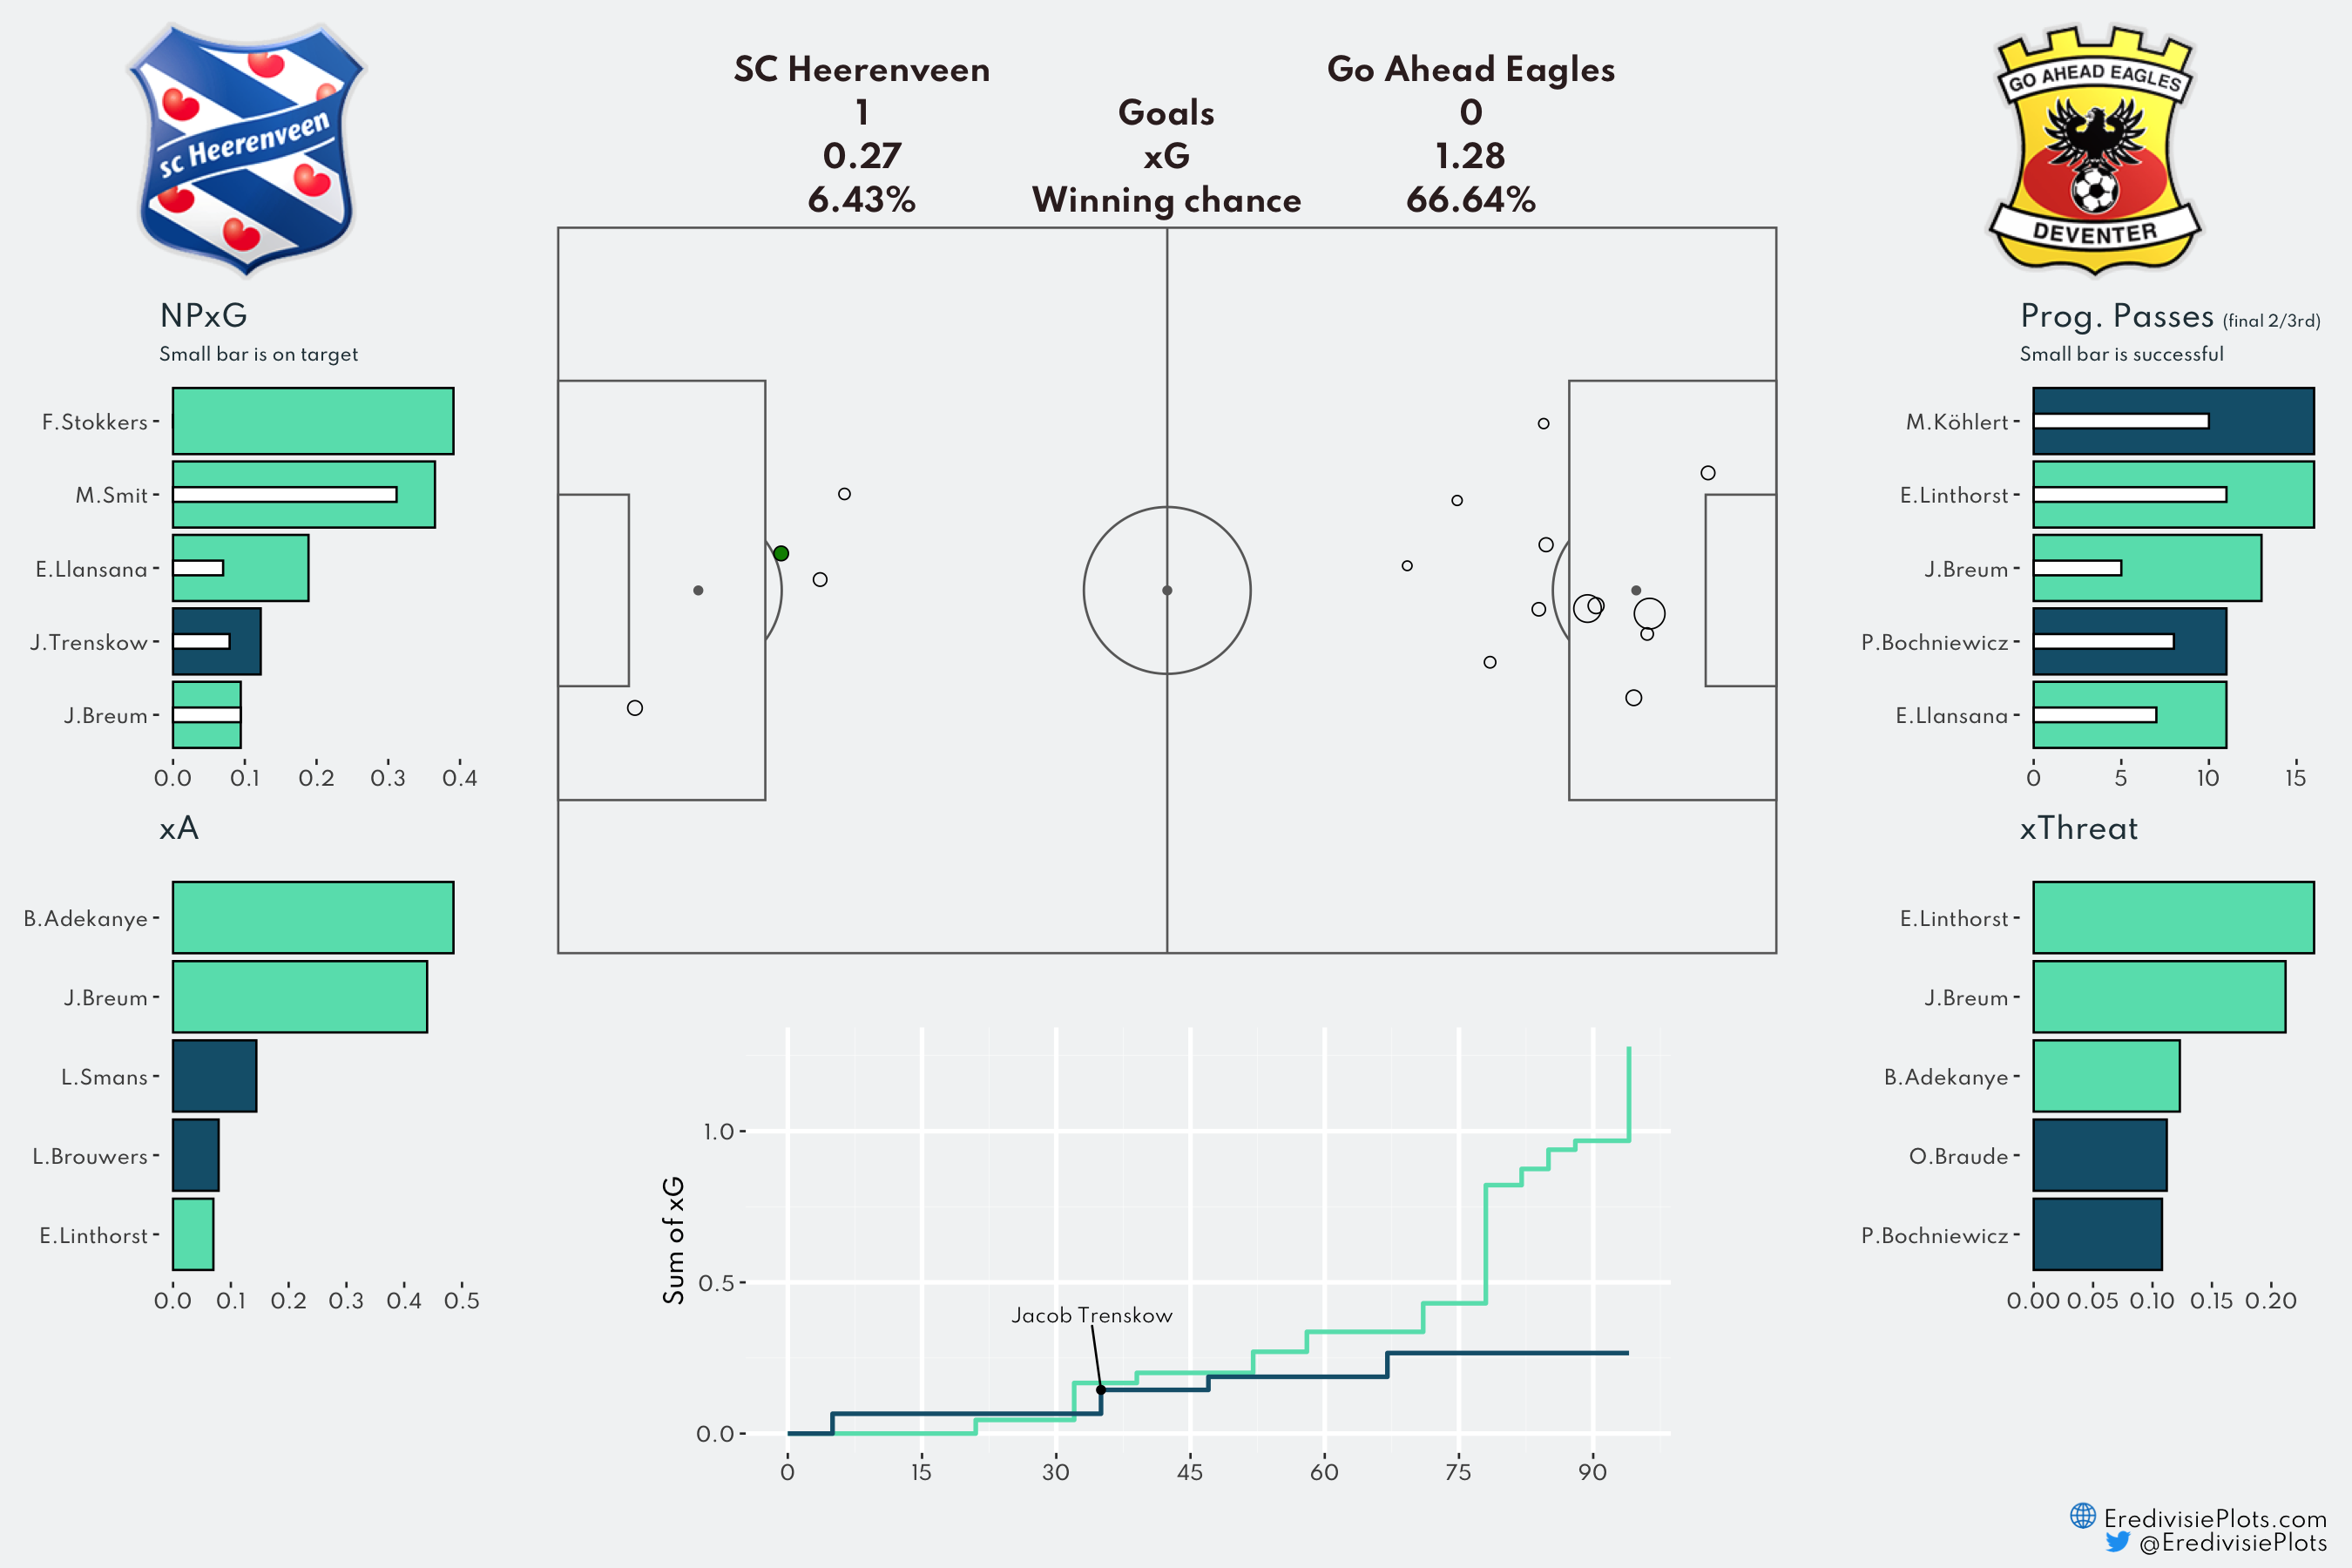 SC Heerenveen Go Ahead Eagles
1 Goals 0
0.27 xG 1.28
6.43% Winning chance 66.64%
sc Heerenveen
GO AHEAD EAGLES
DEVENTER
NPxG
Small bar is on target
F.Stokkers
M.Smit
E.Llansana
J.Trenskow
J.Breum
0.0 0.1 0.2 0.3 0.4
xA
B.Adekanye
J.Breum
L.Smans
L.Brouwers
E.Linthorst
0.0 0.1 0.2 0.3 0.4 0.5
Sum of xG
1.0
0.5
0.0
Jacob Trenskow
0 15 30 45 60 75 90
Prog. Passes (final 2/3rd)
Small bar is successful
M.Köhlert
E.Linthorst
J.Breum
P.Bochniewicz
E.Llansana
0 5 10 15
xThreat
E.Linthorst
J.Breum
B.Adekanye
O.Braude
P.Bochniewicz
0.00 0.05 0.10 0.15 0.20
EredivisiePlots.com
@EredivisiePlots